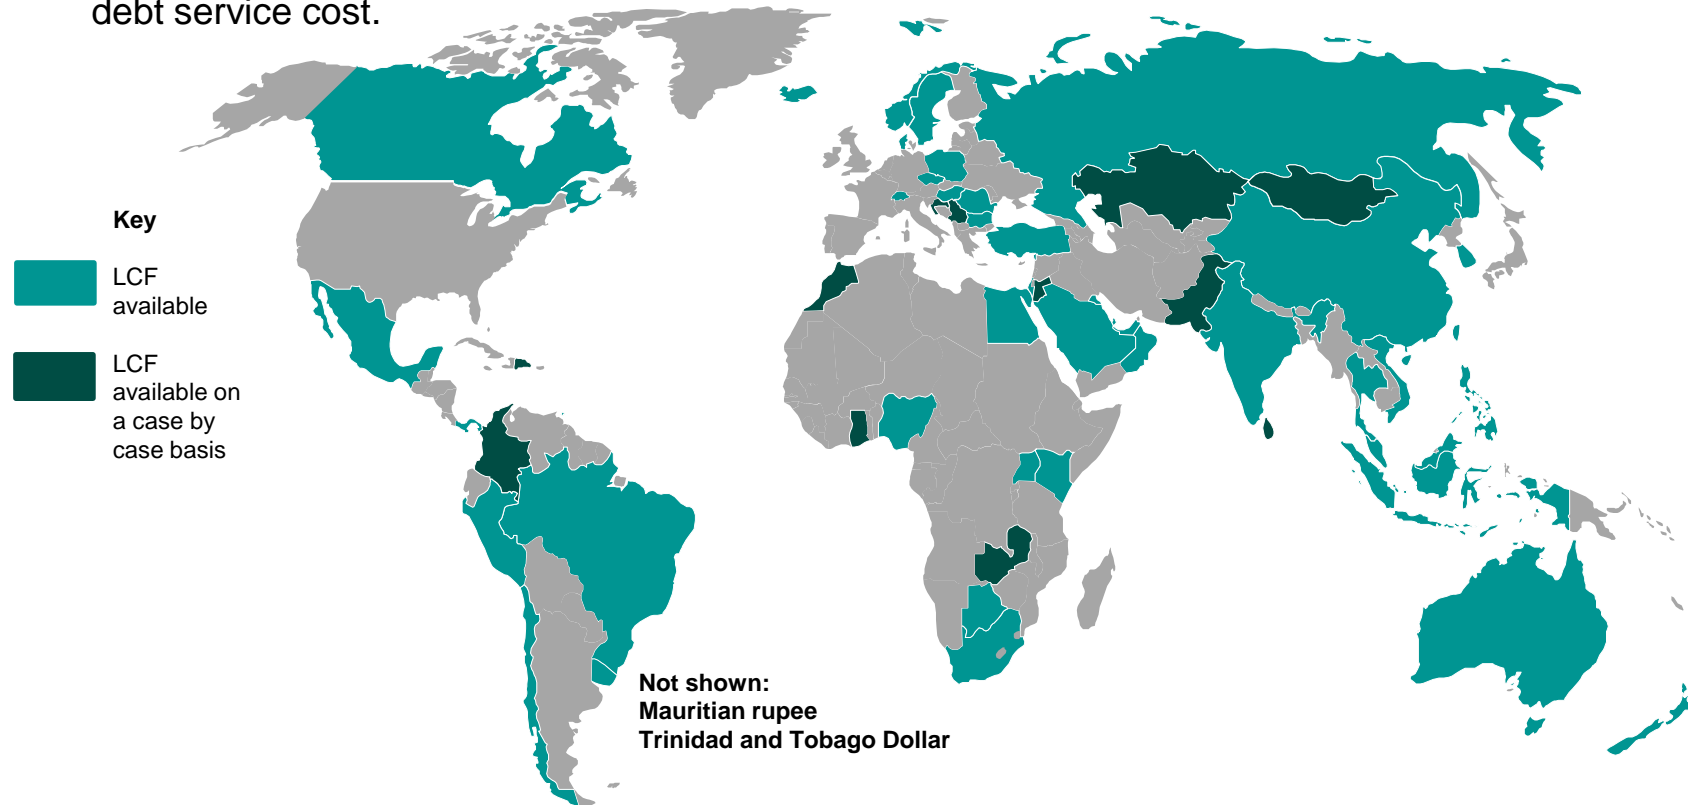 debt service cost.
Key
LCF
available
LCF
available on
a case by
case basis
Not shown:
Mauritian rupee
Trinidad and Tobago Dollar